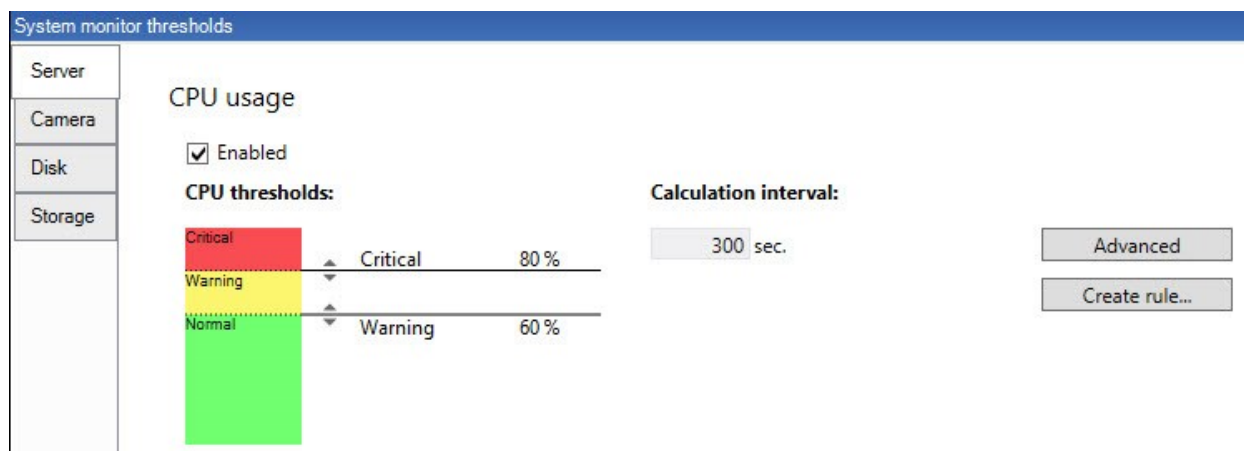 System monitor thresholds
Server
Camera
Disk
Storage
CPU usage
Enabled
CPU thresholds:
Critical
Warning
Normal
Critical 80 %
Warning 60 %
Calculation interval:
300 sec.
Advanced
Create rule...